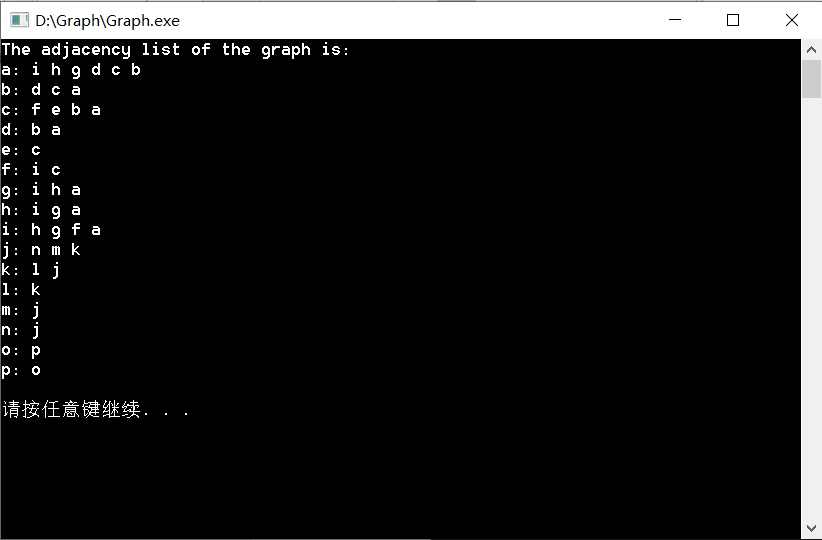 D:\Graph\Graph.exe
The adjacency list of the graph is:
a: i h g d c b
b: d c a
c: f e b a
d: b a
e: c
f: i c
g: i h a
h: i g a
i: h g f a
j: n m k
k: l j
l: k
m: j
n: j
o: p
p: o
请按任意键继续. . .